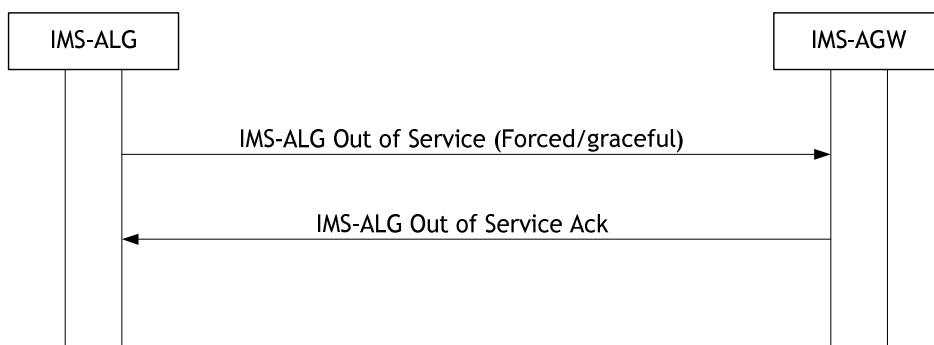 IMS-ALG
IMS-AGW
IMS-ALG Out of Service (Forced/graceful)
IMS-ALG Out of Service Ack